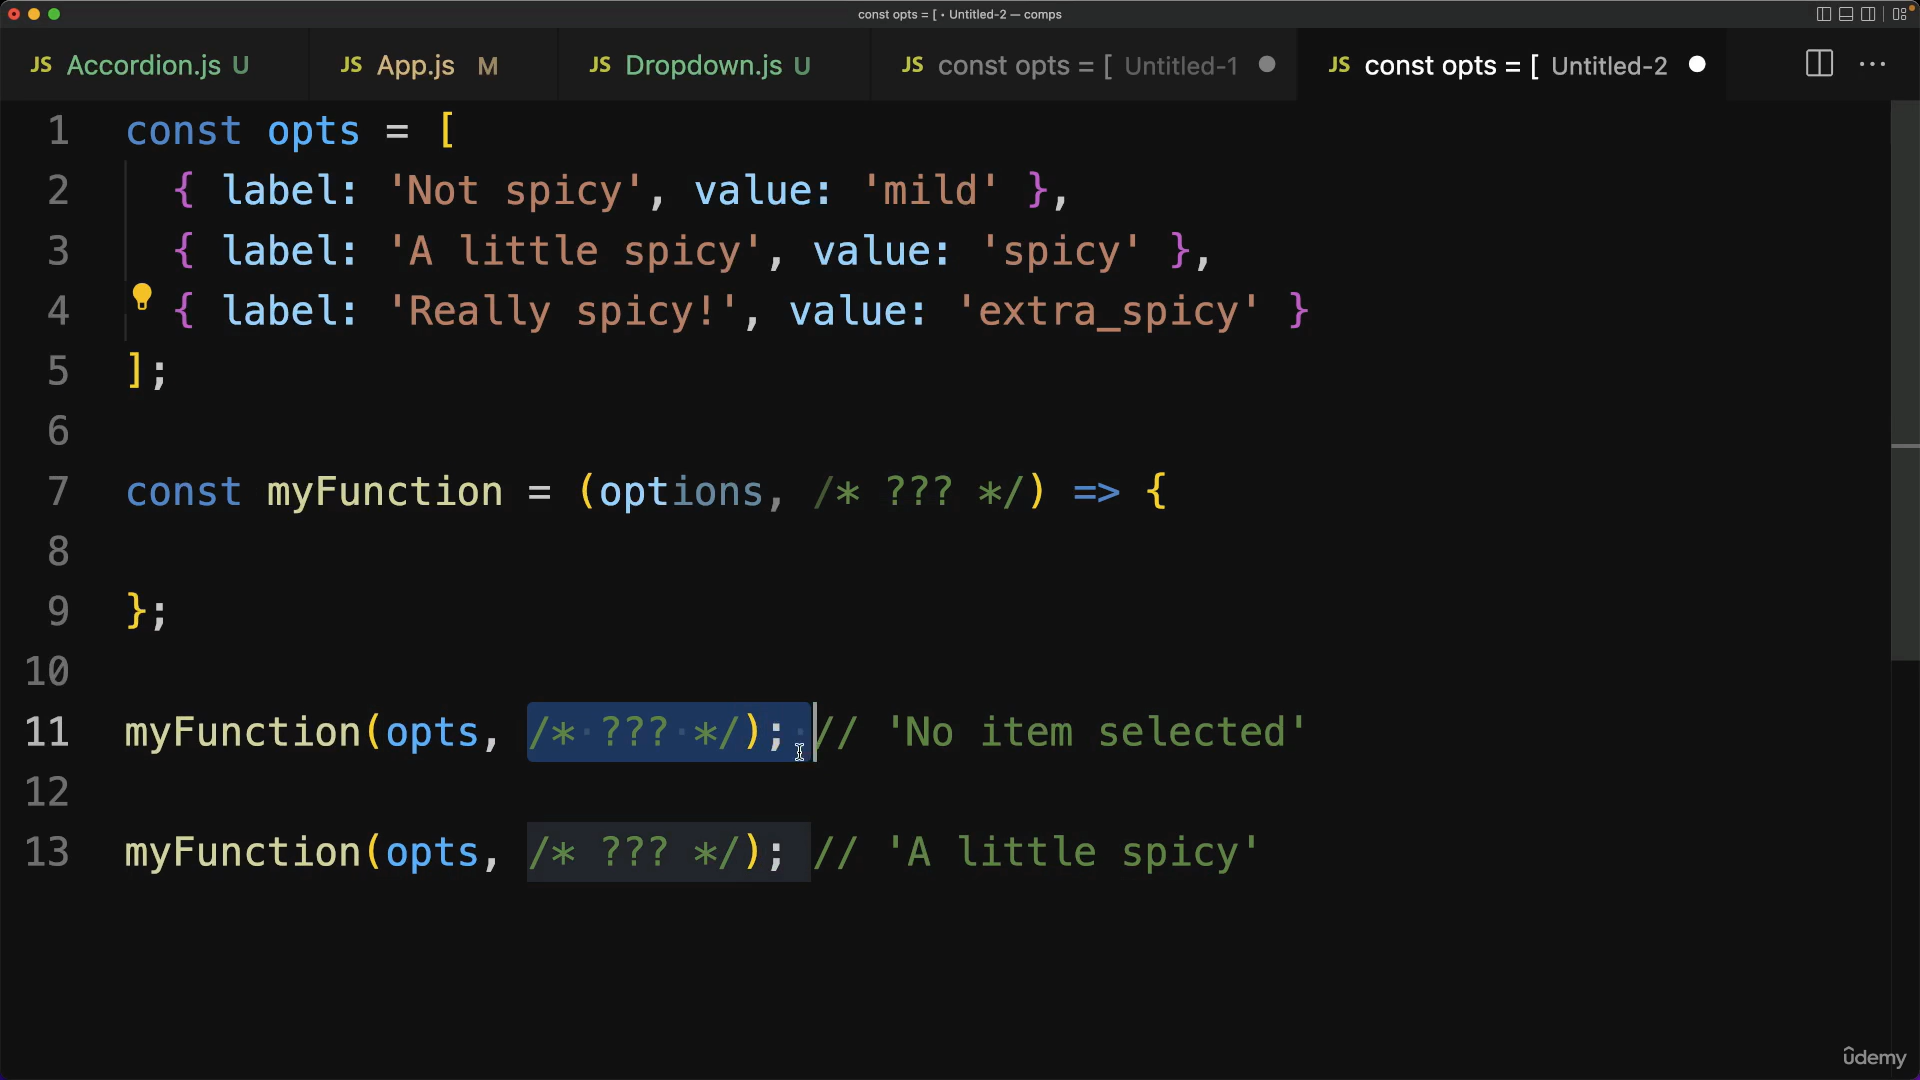 const opts = [ • Untitled-2 — comps
JS Accordion.js U JS App.js M JS Dropdown.js U JS const opts = [ Untitled-1 JS const opts = [ Untitled-2
1 const opts = [
2 { label: 'Not spicy', value: 'mild' },
3 { label: 'A little spicy', value: 'spicy' },
4 { label: 'Really spicy!', value: 'extra_spicy' }
5 ];
6
7 const myFunction = (options, /* ??? */) => {
8
9 };
10
11 myFunction(opts, /* ??? */); // 'No item selected'
12
13 myFunction(opts, /* ??? */); // 'A little spicy'
ûdemy